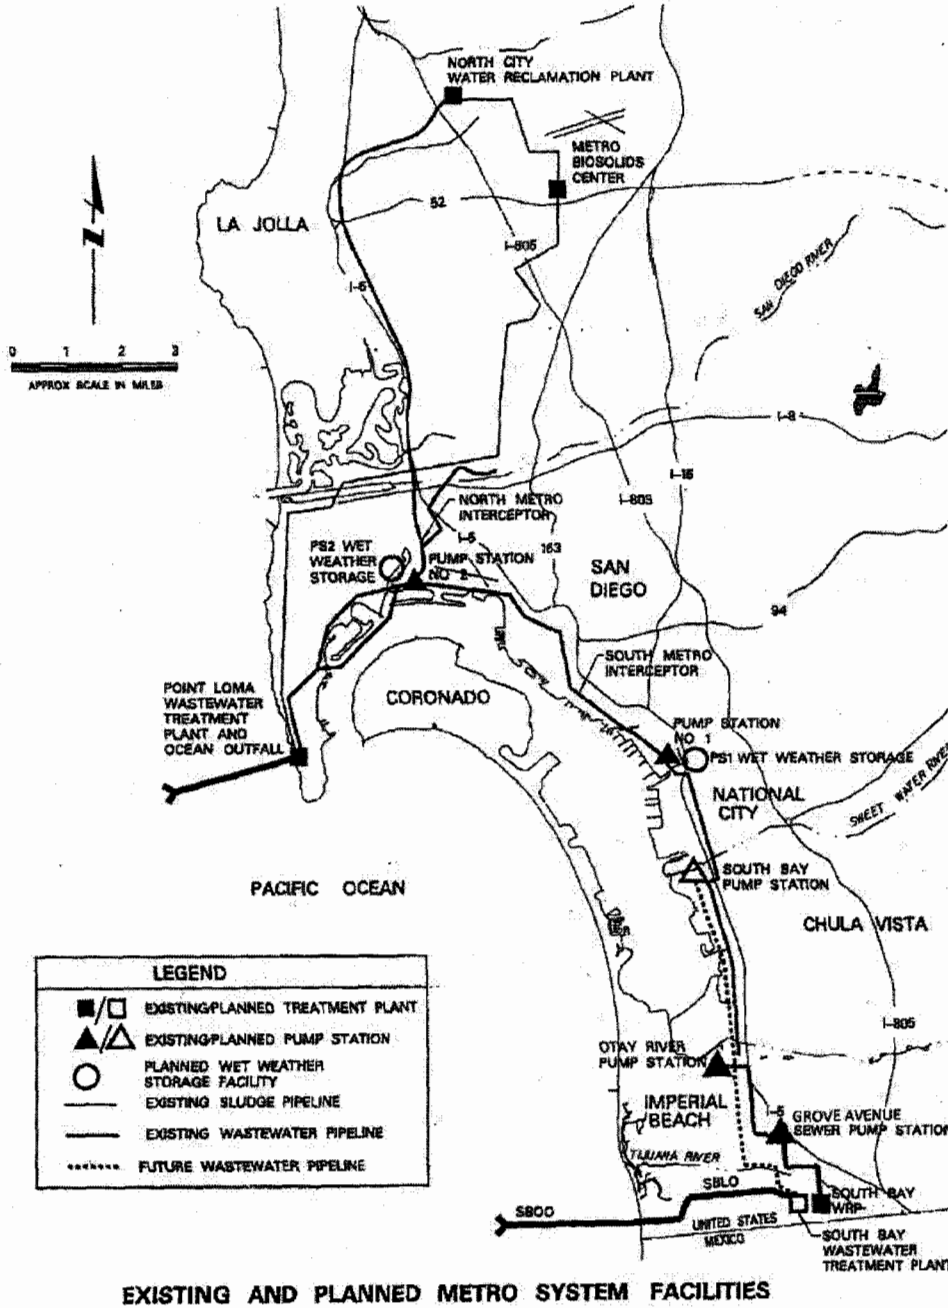 NORTH CITY
WATER RECLAMATION PLANT
METRO
BIOSOLIDS
CENTER
52
LA JOLLA
I-805
SAN DIEGO RIVER
I-5
Z
0 1 2 3
APPROX SCALE IN MILES
I-8
I-15
I-805
NORTH METRO
INTERCEPTOR
I-5
163
PS2 WET
WEATHER
STORAGE
PUMP STATION
NO 2
SAN
DIEGO
94
SOUTH METRO
INTERCEPTOR
POINT LOMA
WASTEWATER
TREATMENT
PLANT AND
OCEAN OUTFALL
CORONADO
PUMP STATION
NO 1
PS1 WET WEATHER STORAGE
NATIONAL
CITY
SWEET WATER RIVER
SOUTH BAY
PUMP STATION
PACIFIC OCEAN
CHULA VISTA
LEGEND
EXISTING/PLANNED TREATMENT PLANT
EXISTING/PLANNED PUMP STATION
PLANNED WET WEATHER
STORAGE FACILITY
EXISTING SLUDGE PIPELINE
EXISTING WASTEWATER PIPELINE
FUTURE WASTEWATER PIPELINE
I-805
OTAY RIVER
PUMP STATION
IMPERIAL
BEACH
I-5
GROVE AVENUE
SEWER PUMP STATION
TIJUANA RIVER
SBLO
SBOO
SOUTH BAY
WRP
UNITED STATES
MEXICO
SOUTH BAY
WASTEWATER
TREATMENT PLANT
EXISTING AND PLANNED METRO SYSTEM FACILITIES